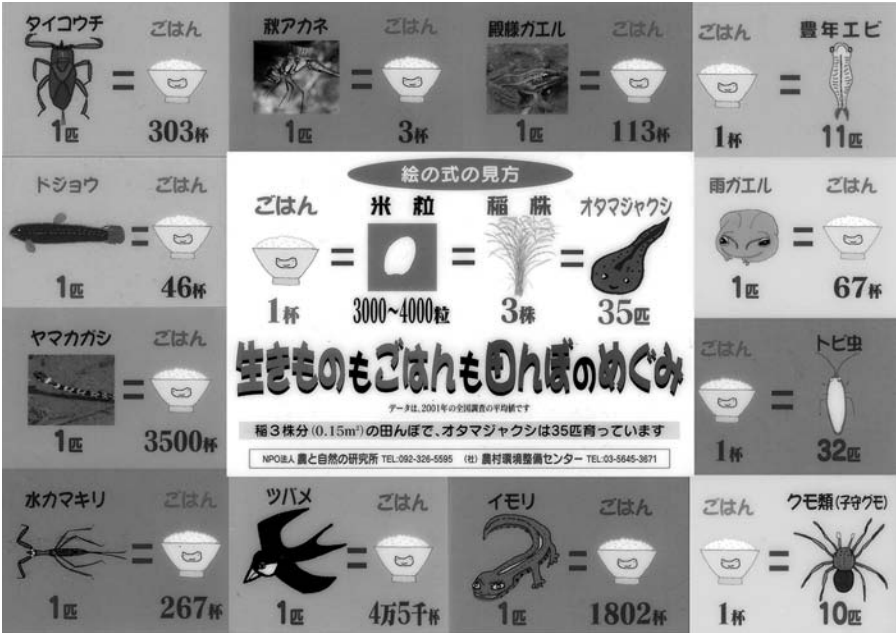 タイコウチ ごはん
1匹 = 303杯
秋アカネ ごはん
1匹 = 3杯
殿様ガエル ごはん
1匹 = 113杯
ごはん 豊年エビ
1杯 = 11匹
ドジョウ ごはん
1匹 = 46杯
絵の式の見方
ごはん 米粒 稲株 オタマジャクシ
1杯 = 3000~4000粒 = 3株 = 35匹
雨ガエル ごはん
1匹 = 67杯
ヤマカガシ ごはん
1匹 = 3500杯
生きものもごはんも田んぼのめぐみ
データは、2001年の全国調査の平均値です
稲3株分(0.15m²)の田んぼで、オタマジャクシは35匹育っています
NPO法人 農と自然の研究所 TEL:092-326-5595 (社)農村環境整備センター TEL:03-5645-3671
ごはん トビ虫
1杯 = 32匹
水カマキリ ごはん
1匹 = 267杯
ツバメ ごはん
1匹 = 4万5千杯
イモリ ごはん
1匹 = 1802杯
ごはん クモ類(子守グモ)
1杯 = 10匹